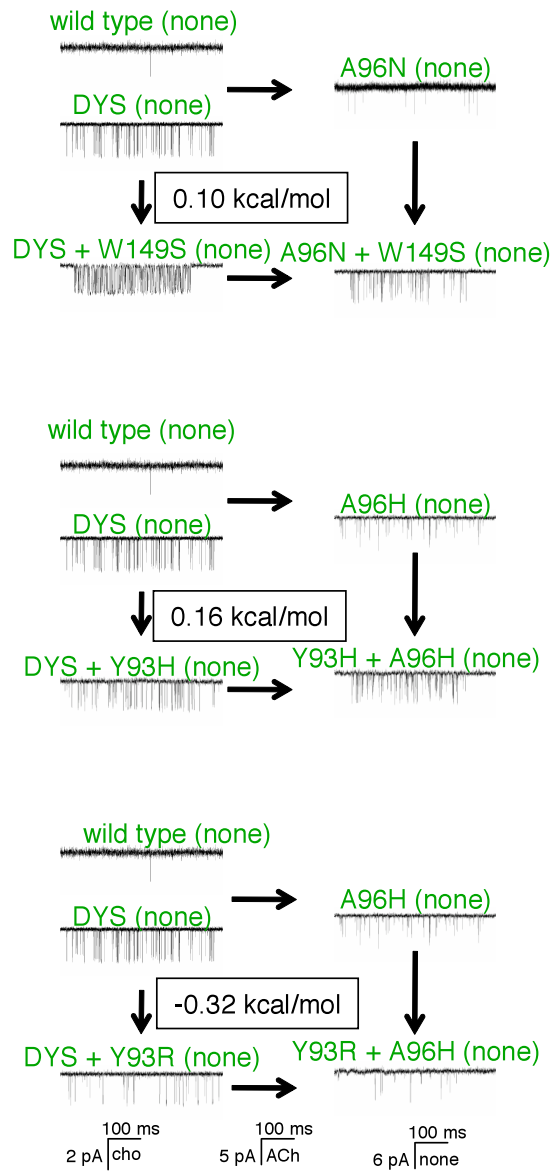 wild type (none)
A96N (none)
DYS (none)
0.10 kcal/mol
DYS + W149S (none)
A96N + W149S (none)
wild type (none)
A96H (none)
DYS (none)
0.16 kcal/mol
DYS + Y93H (none)
Y93H + A96H (none)
wild type (none)
A96H (none)
DYS (none)
-0.32 kcal/mol
DYS + Y93R (none)
Y93R + A96H (none)
100 ms
2 pA cho
100 ms
5 pA ACh
100 ms
6 pA none